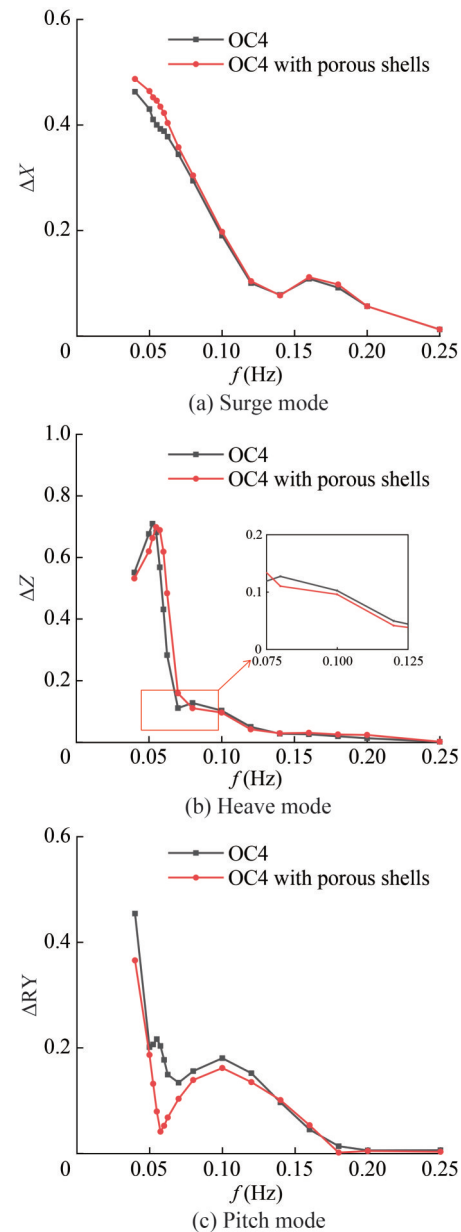 0.6
OC4
OC4 with porous shells
0.4
ΔX
0.2
0
0.05
0.10
0.15
0.20
0.25
f(Hz)
(a) Surge mode
1.0
OC4
0.8
OC4 with porous shells
0.6
ΔZ
0.4
0.2
0.2
0.1
0
0.075
0.100
0.125
0
0.05
0.10
0.15
0.20
0.25
f(Hz)
(b) Heave mode
0.6
OC4
OC4 with porous shells
0.4
ΔRY
0.2
0
0.05
0.10
0.15
0.20
0.25
f(Hz)
(c) Pitch mode